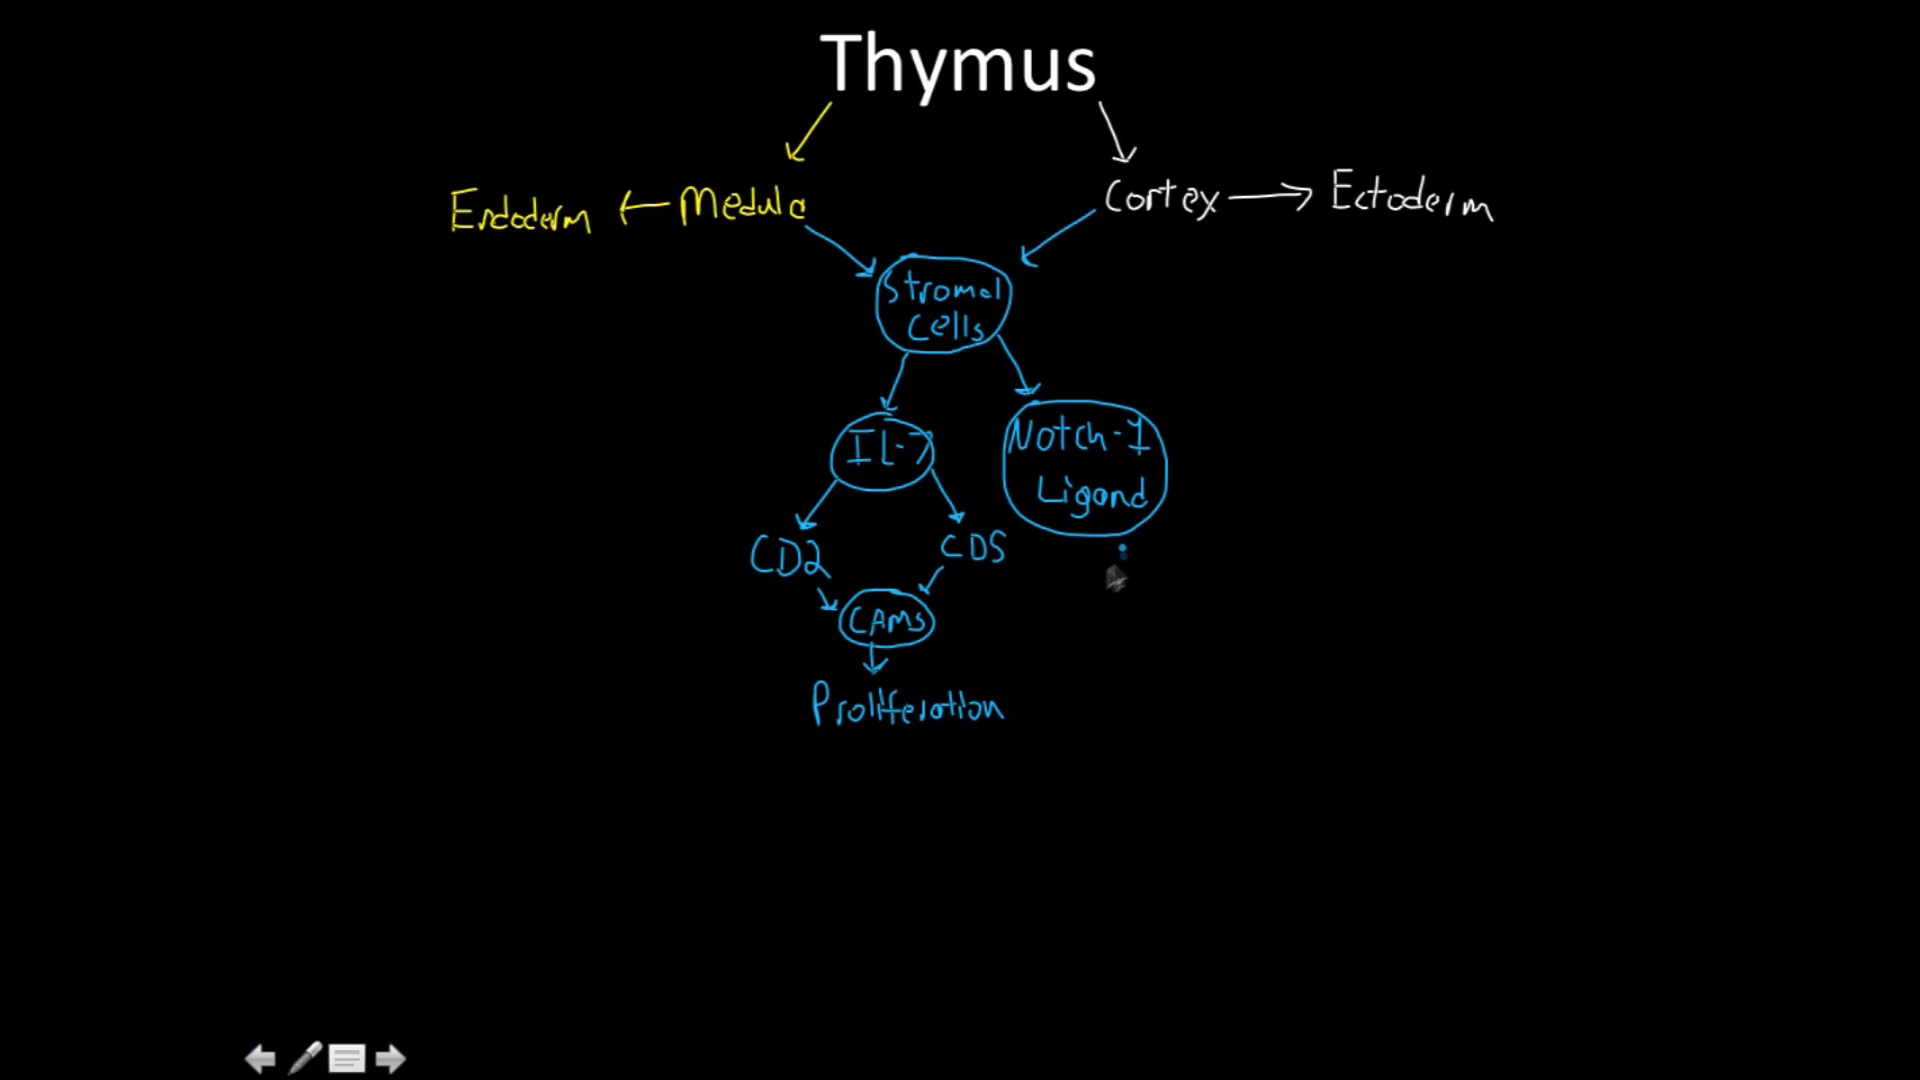 Thymus
Endoderm
Medula
Cortex
Ectoderm
Stromal
Cells
IL-7
Notch-1
Ligand
CD2
CD5
CAMS
Proliferation